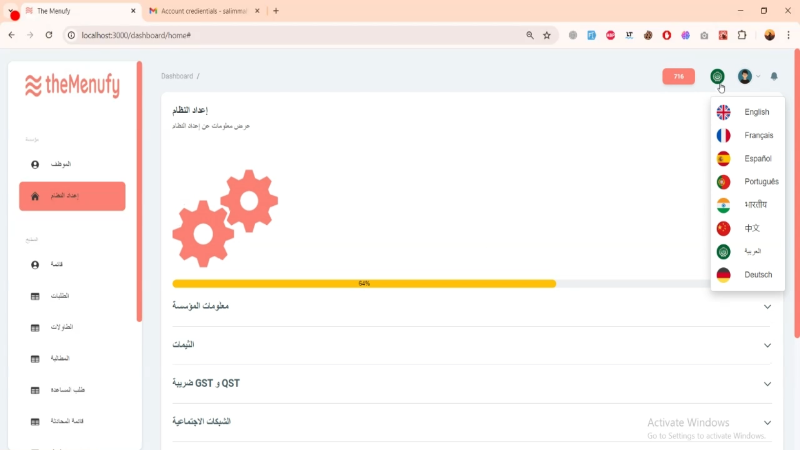 The Menufy
Account credientials - salimmal
localhost:3000/dashboard/home#
theMenufy
Dashboard /
716
مؤسسة
الموظف
إعداد النظام
المطبخ
قائمة
الطلبات
الطاولات
المطالبة
طلب المساعدة
قائمة المحادثة
إعداد النظام
عرض معلومات عن إعداد النظام
64%
معلومات المؤسسة
الثيمات
ضريبة GST و QST
الشبكات الاجتماعية
English
Français
Español
Português
भारतीय
中文
العربية
Deutsch
Activate Windows
Go to Settings to activate Windows.